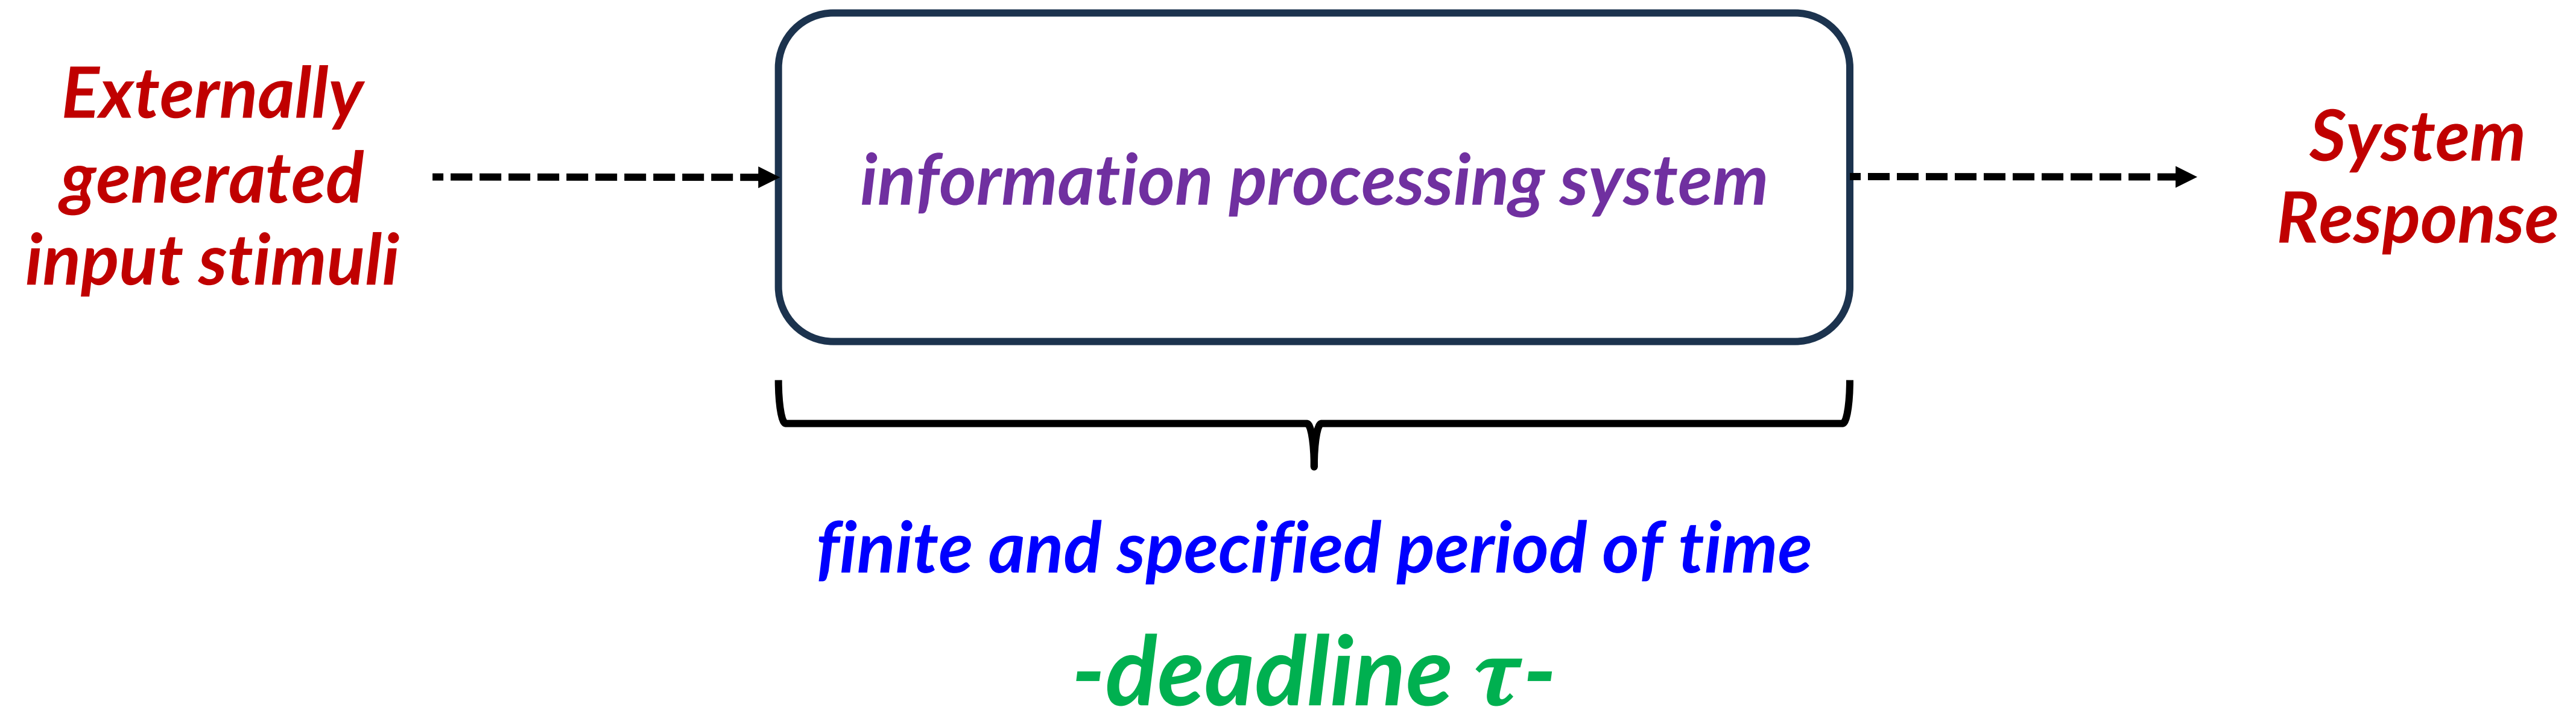 Externally
generated
input stimuli
information processing system
System
Response
finite and specified period of time
-deadline τ-